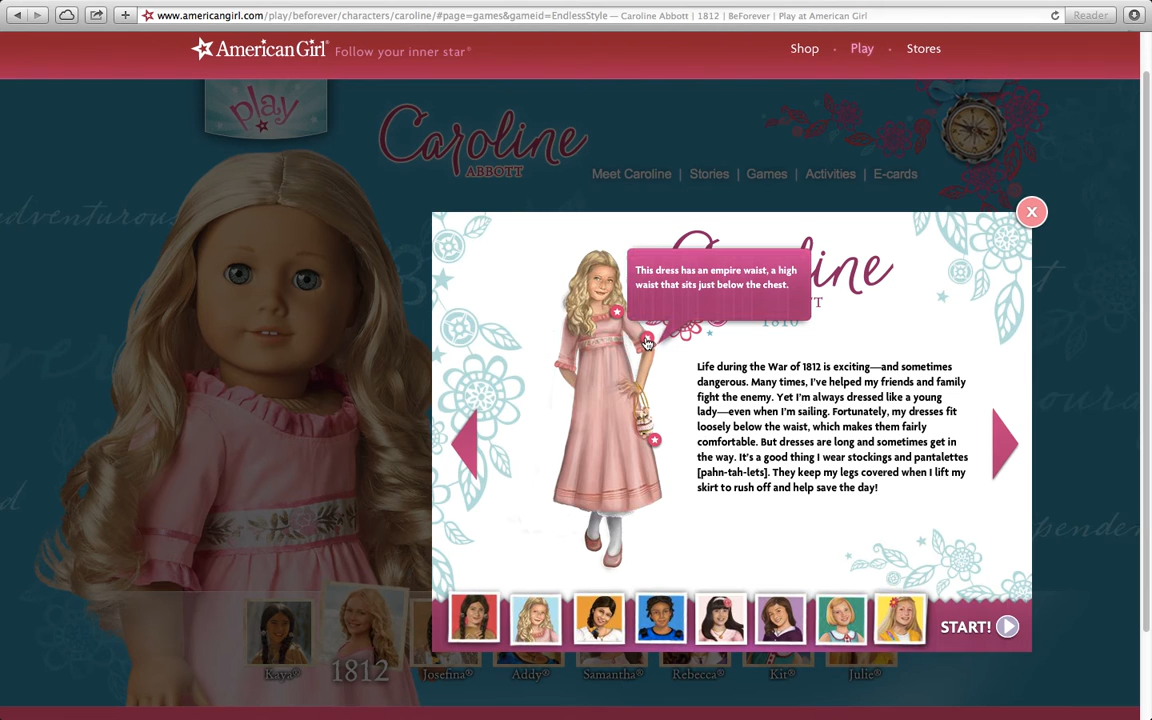 www.americangirl.com/play/beforever/characters/caroline/#page=games&gameid=EndlessStyle — Caroline Abbott | 1812 | BeForever | Play at American Girl
Reader
AmericanGirl® Follow your inner star®
Shop · Play · Stores
play
Caroline
ABBOTT
Meet Caroline | Stories | Games | Activities | E-cards
X
This dress has an empire waist, a high
waist that sits just below the chest.
Life during the War of 1812 is exciting—and sometimes
dangerous. Many times, I've helped my friends and family
fight the enemy. Yet I'm always dressed like a young
lady—even when I'm sailing. Fortunately, my dresses fit
loosely below the waist, which makes them fairly
comfortable. But dresses are long and sometimes get in
the way. It's a good thing I wear stockings and pantalettes
[pahn-tah-lets]. They keep my legs covered when I lift my
skirt to rush off and help save the day!
START!
Kaya® 1812 Josefina® Addy® Samantha® Rebecca® Kit® Julie®